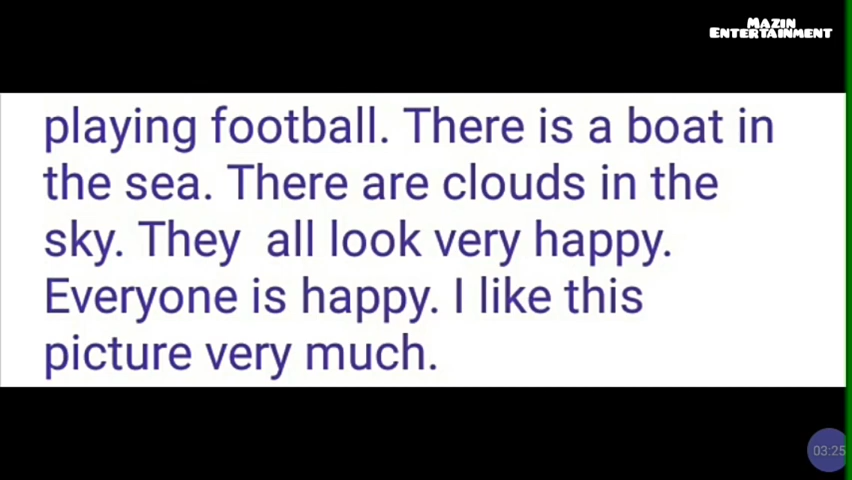 Mazin
Entertainment
playing football. There is a boat in
the sea. There are clouds in the
sky. They  all look very happy.
Everyone is happy. I like this
picture very much.
03:25